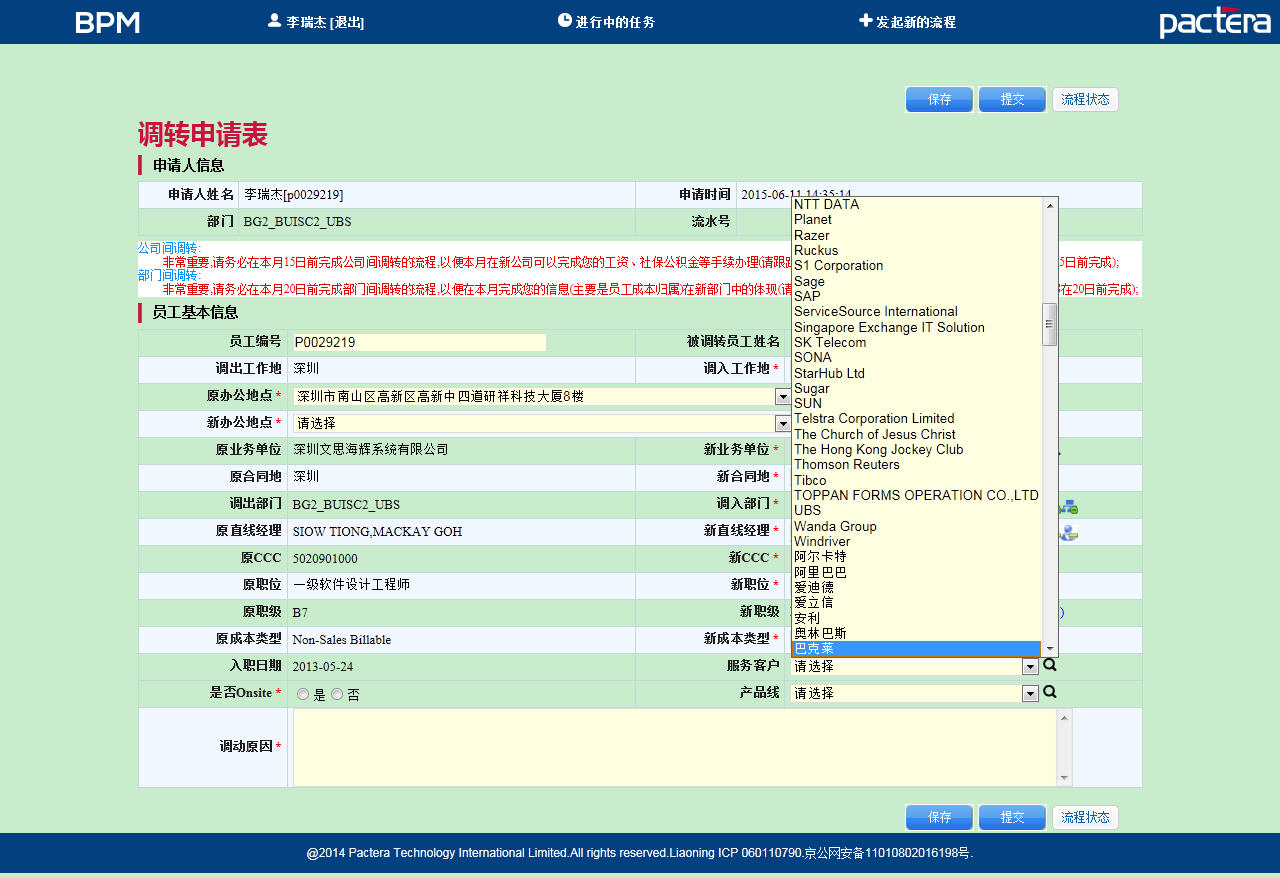 BPM
李瑞杰 [退出]
进行中的任务
发起新的流程
pactera
保存 提交 流程状态
调转申请表
申请人信息
申请人姓名 李瑞杰[p0029219] 申请时间 2015-06-11 14:35:14
部门 BG2_BUISC2_UBS 流水号
公司间调转:
非常重要,请务必在本月15日前完成公司间调转的流程,以便本月在新公司可以完成您的工资、社保公积金等手续办理(请跟踪 5日前完成);
部门间调转:
非常重要,请务必在本月20日前完成部门间调转的流程,以便在本月完成您的信息(主要是员工成本归属)在新部门中的体现(请 在20日前完成);
员工基本信息
员工编号 P0029219 被调转员工姓名
调出工作地 深圳 调入工作地 *
原办公地点 * 深圳市南山区高新区高新中四道研祥科技大厦8楼
新办公地点 * 请选择
原业务单位 深圳文思海辉系统有限公司 新业务单位 *
原合同地 深圳 新合同地 *
调出部门 BG2_BUISC2_UBS 调入部门 *
原直线经理 SIOW TIONG,MACKAY GOH 新直线经理 *
原CCC 5020901000 新CCC *
原职位 一级软件设计工程师 新职位 *
原职级 B7 新职级 )
原成本类型 Non-Sales Billable 新成本类型 *
入职日期 2013-05-24 服务客户 请选择
是否Onsite * 是 否 产品线 请选择
调动原因 *
NTT DATA
Planet
Razer
Ruckus
S1 Corporation
Sage
SAP
ServiceSource International
Singapore Exchange IT Solution
SK Telecom
SONA
StarHub Ltd
Sugar
SUN
Telstra Corporation Limited
The Church of Jesus Christ
The Hong Kong Jockey Club
Thomson Reuters
Tibco
TOPPAN FORMS OPERATION CO.,LTD
UBS
Wanda Group
Windriver
阿尔卡特
阿里巴巴
爱迪德
爱立信
安利
奥林巴斯
巴克莱
保存 提交 流程状态
@2014 Pactera Technology International Limited.All rights reserved.Liaoning ICP 060110790.京公网安备11010802016198号.